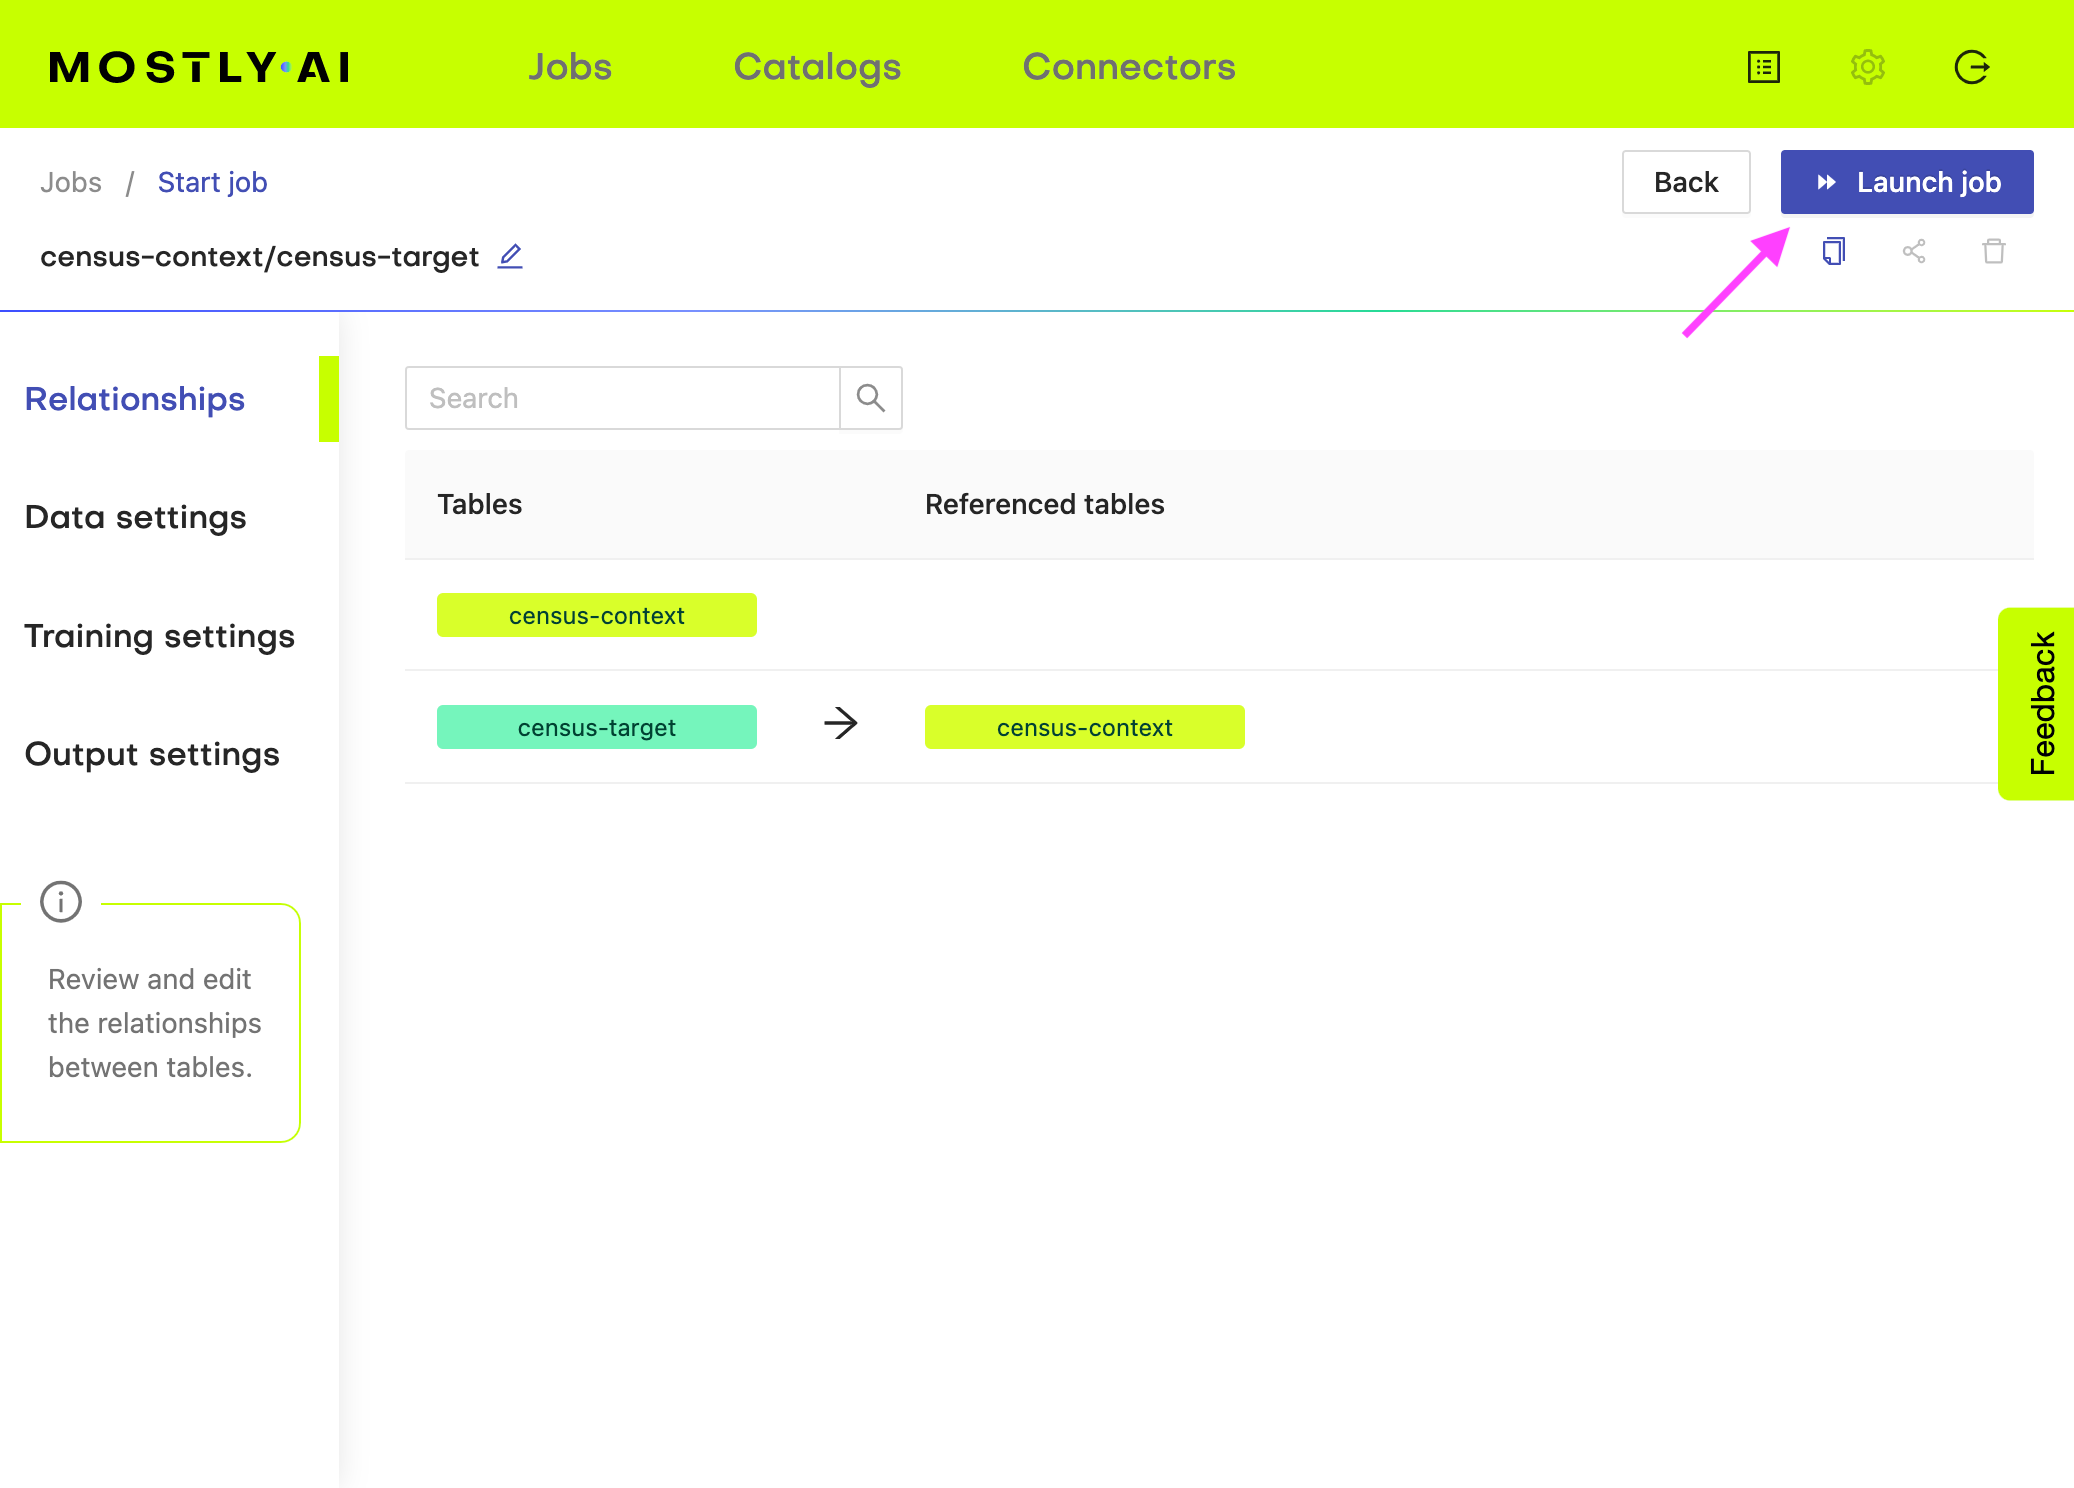 MOSTLY·AI
Jobs
Catalogs
Connectors
Jobs / Start job
Back
Launch job
census-context/census-target
Relationships
Data settings
Training settings
Output settings
Review and edit
the relationships
between tables.
Search
Tables
Referenced tables
census-context
census-target
census-context
Feedback